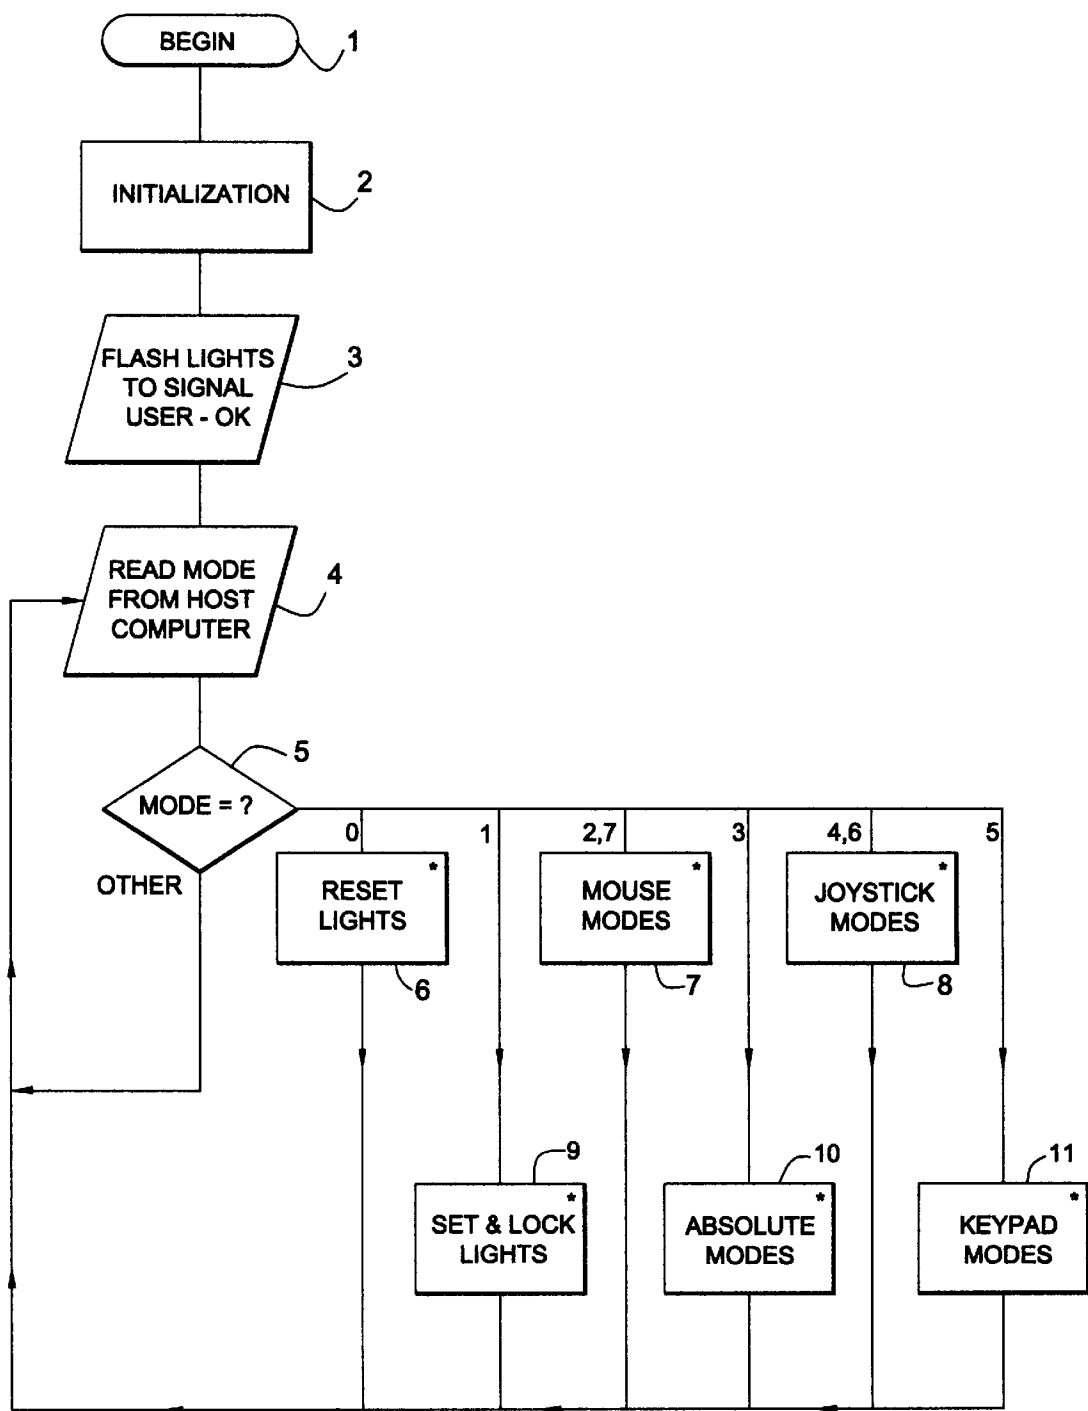 BEGIN
1
INITIALIZATION
2
FLASH LIGHTS
TO SIGNAL
USER - OK
3
READ MODE
FROM HOST
COMPUTER
4
MODE = ?
5
OTHER
0
1
2,7
3
4,6
5
*
RESET
LIGHTS
6
*
MOUSE
MODES
7
*
JOYSTICK
MODES
8
9
*
SET & LOCK
LIGHTS
10
*
ABSOLUTE
MODES
11
*
KEYPAD
MODES